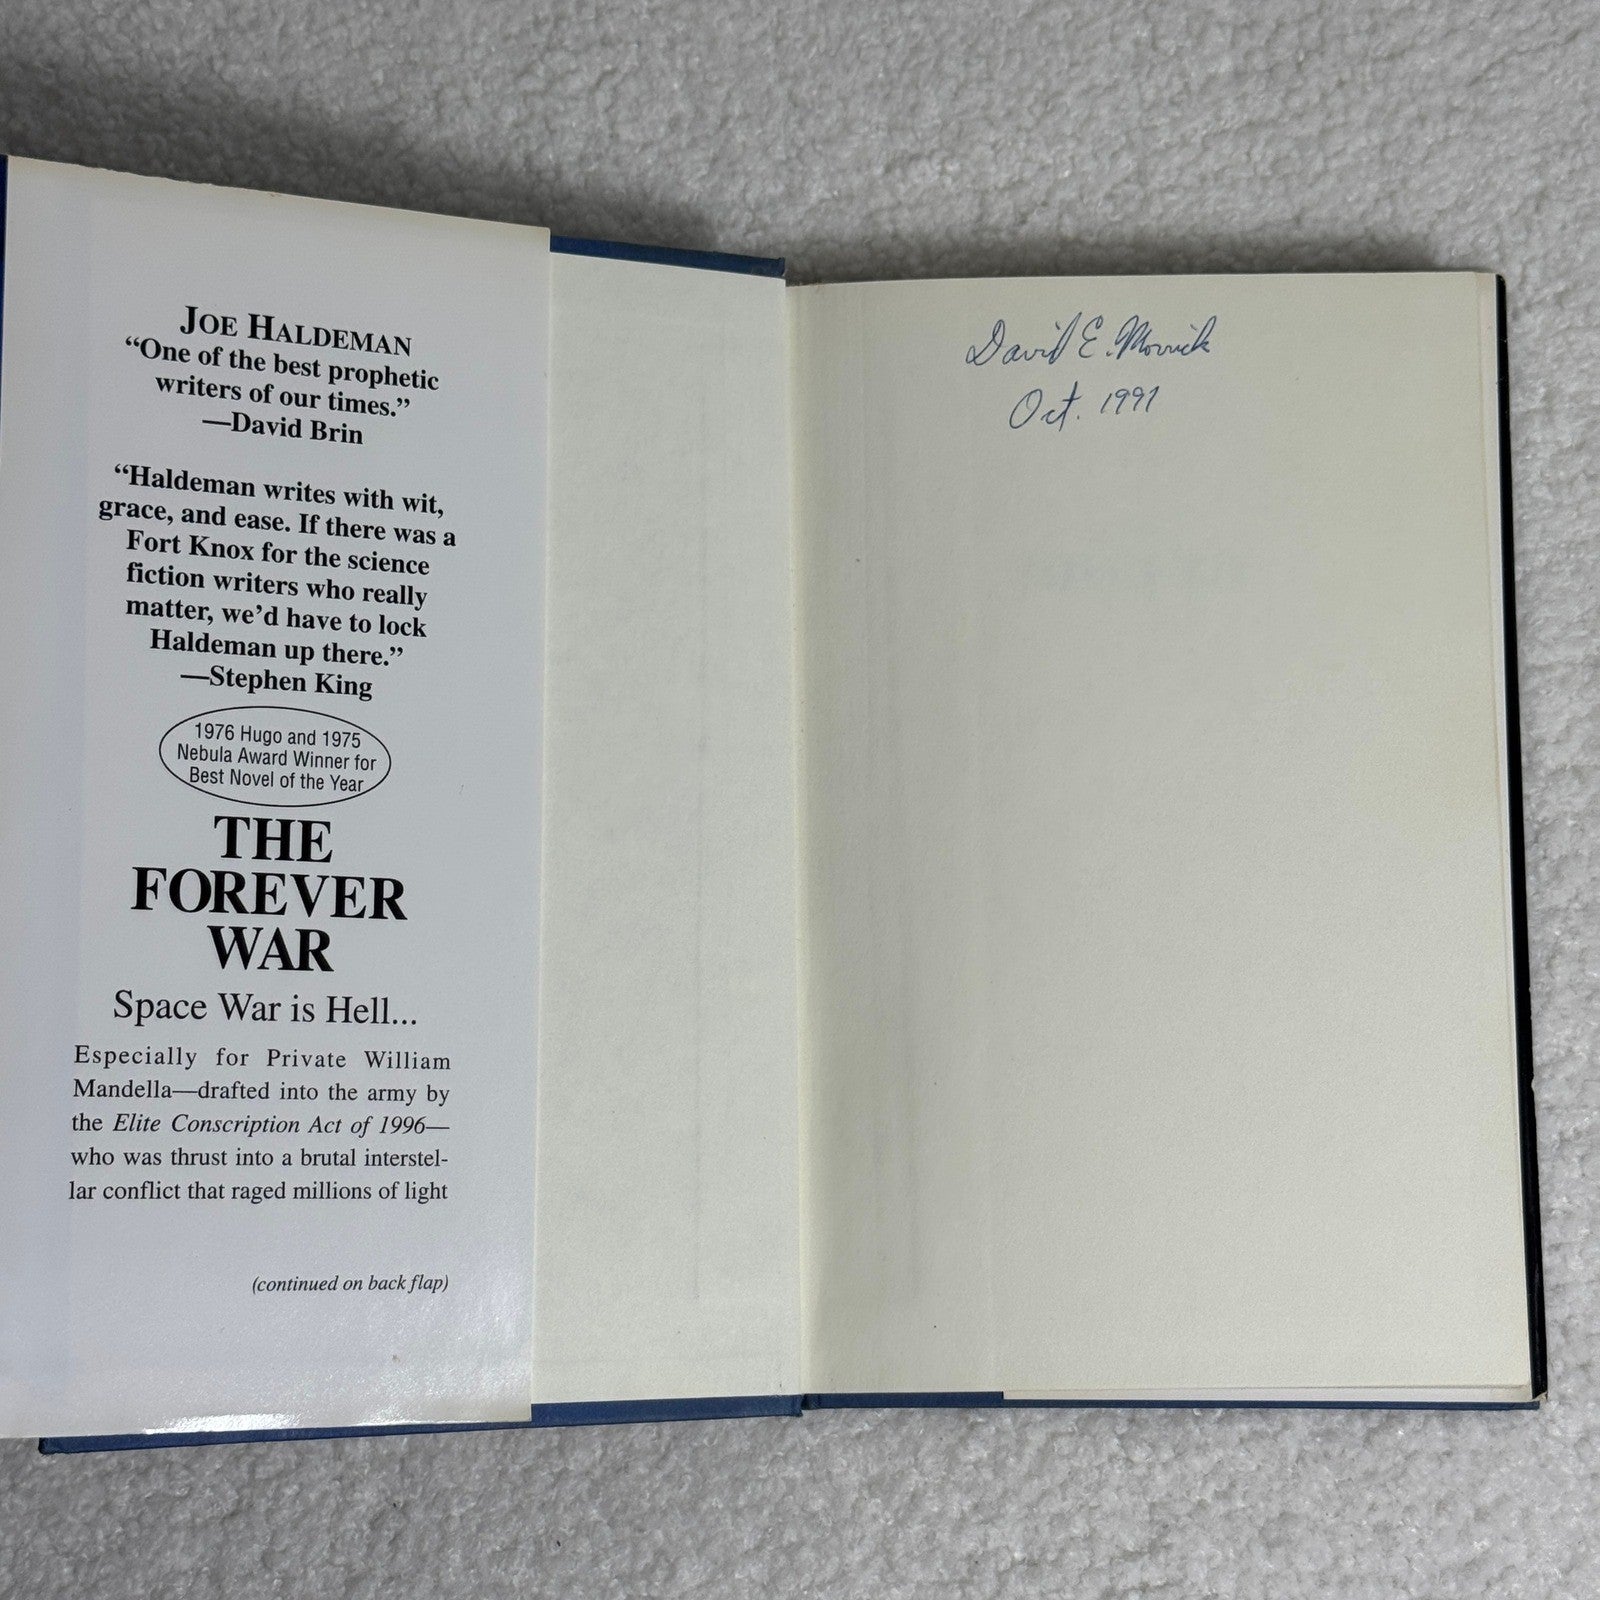 JOE HALDEMAN
“One of the best prophetic
writers of our times.”
—David Brin
“Haldeman writes with wit,
grace, and ease. If there was a
Fort Knox for the science
fiction writers who really
matter, we’d have to lock
Haldeman up there.”
—Stephen King
1976 Hugo and 1975
Nebula Award Winner for
Best Novel of the Year
THE
FOREVER
WAR
Space War is Hell...
Especially for Private William
Mandella—drafted into the army by
the Elite Conscription Act of 1996—
who was thrust into a brutal interstel-
lar conflict that raged millions of light
(continued on back flap)
David E.
Oct. 1991